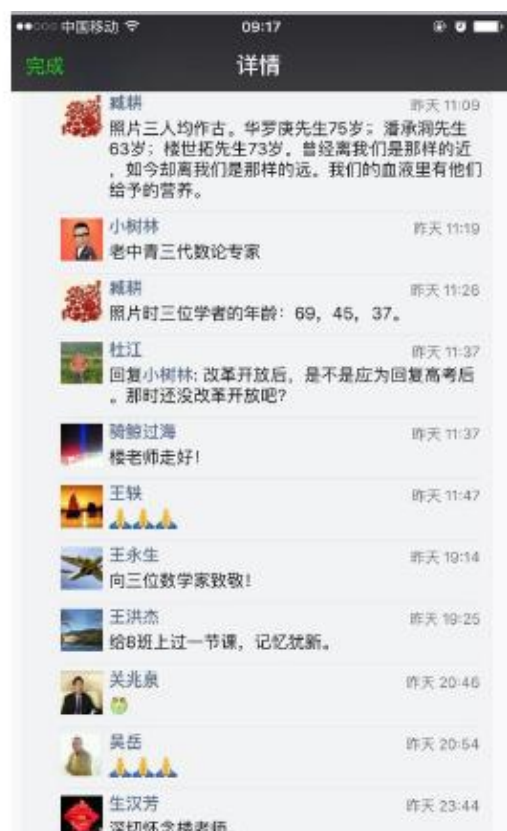 中国移动 09:17
完成 详情
臧耕 昨天 11:09
照片三人均作古。华罗庚先生75岁；潘承洞先生
63岁；楼世拓先生73岁。曾经离我们是那样的近
，如今却离我们是那样的远。我们的血液里有他们
给予的营养。
小树林 昨天 11:19
老中青三代数论专家
臧耕 昨天 11:26
照片时三位学者的年龄：69，45，37。
杜江 昨天 11:37
回复小树林: 改革开放后，是不是应为回复高考后
。那时还没改革开放吧？
骑鲸过海 昨天 11:37
楼老师走好！
王轶 昨天 11:47
🙏🙏🙏
王永生 昨天 19:14
向三位数学家致敬！
王洪杰 昨天 19:25
给8班上过一节课，记忆犹新。
关兆泉 昨天 20:46
吴岳 昨天 20:54
🙏🙏🙏
生汉芳 昨天 23:44
深切怀念楼老师